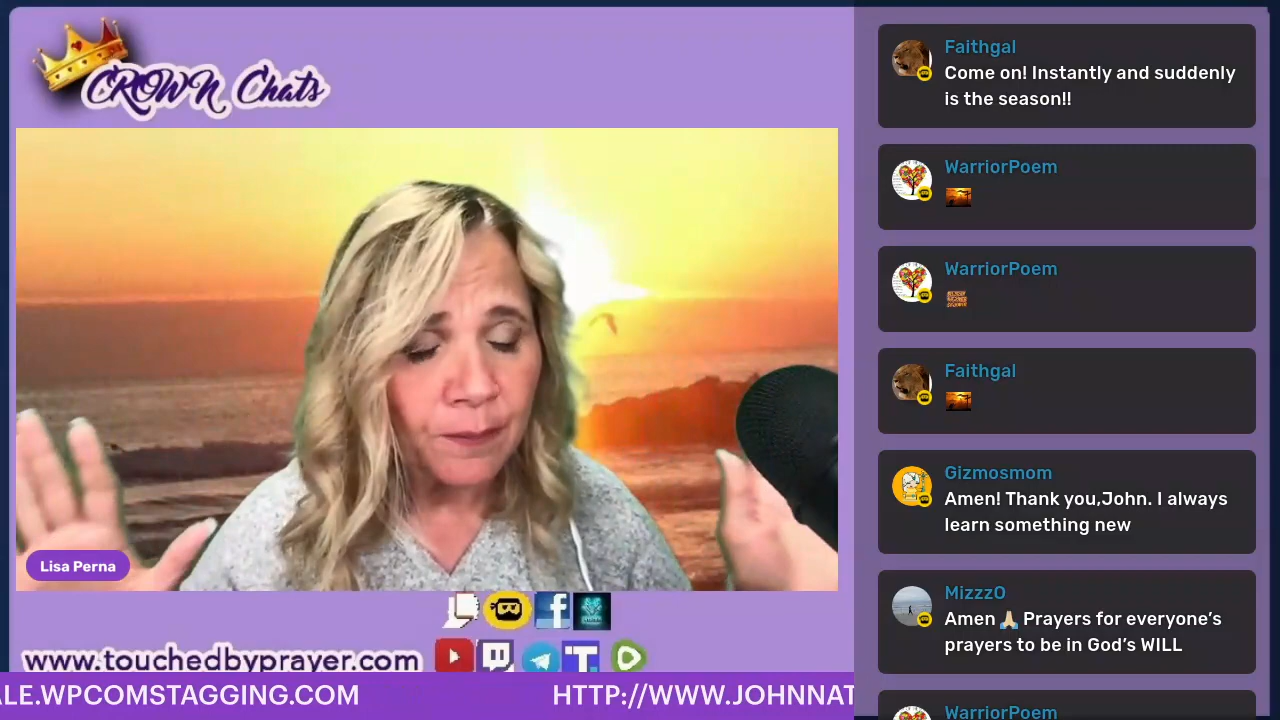 CROWN Chats
Lisa Perna
www.touchedbyprayer.com
ALE.WPCOMSTAGGING.COM
HTTP://WWW.JOHNNAT
Faithgal
Come on! Instantly and suddenly
is the season!!
WarriorPoem
WarriorPoem
Faithgal
Gizmosmom
Amen! Thank you,John. I always
learn something new
MizzzO
Amen 🙏🏼 Prayers for everyone's
prayers to be in God's WILL
WarriorPoem